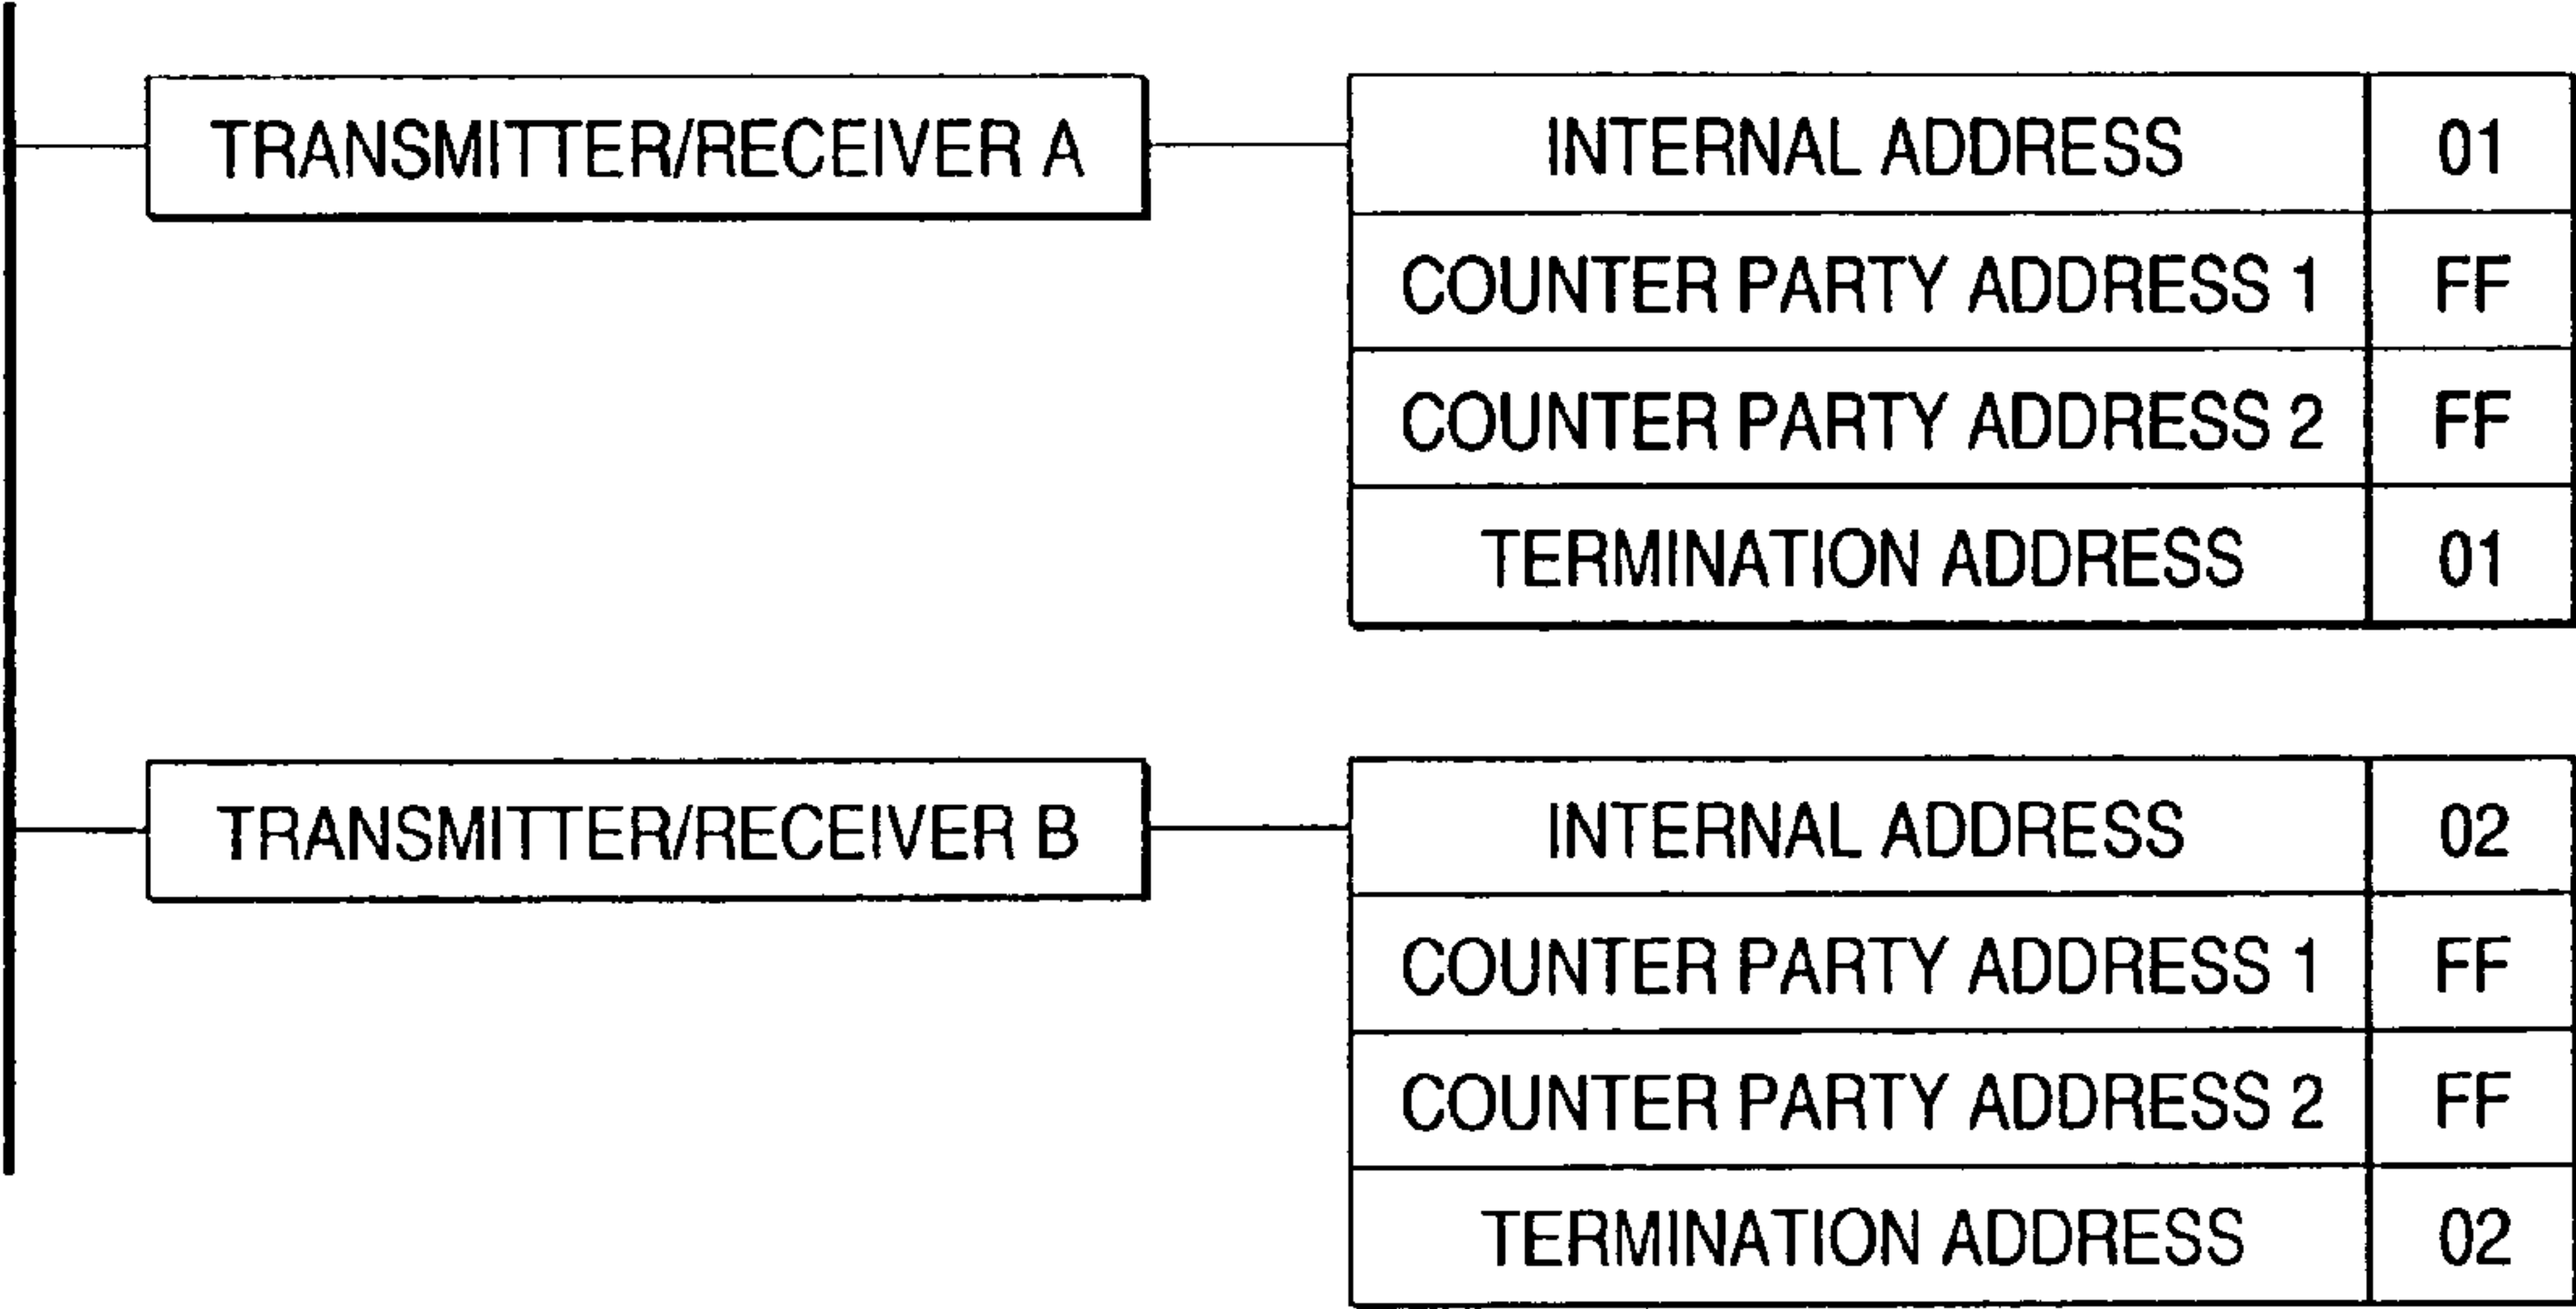 TRANSMITTER/RECEIVER A
INTERNAL ADDRESS 01
COUNTER PARTY ADDRESS 1 FF
COUNTER PARTY ADDRESS 2 FF
TERMINATION ADDRESS 01
TRANSMITTER/RECEIVER B
INTERNAL ADDRESS 02
COUNTER PARTY ADDRESS 1 FF
COUNTER PARTY ADDRESS 2 FF
TERMINATION ADDRESS 02